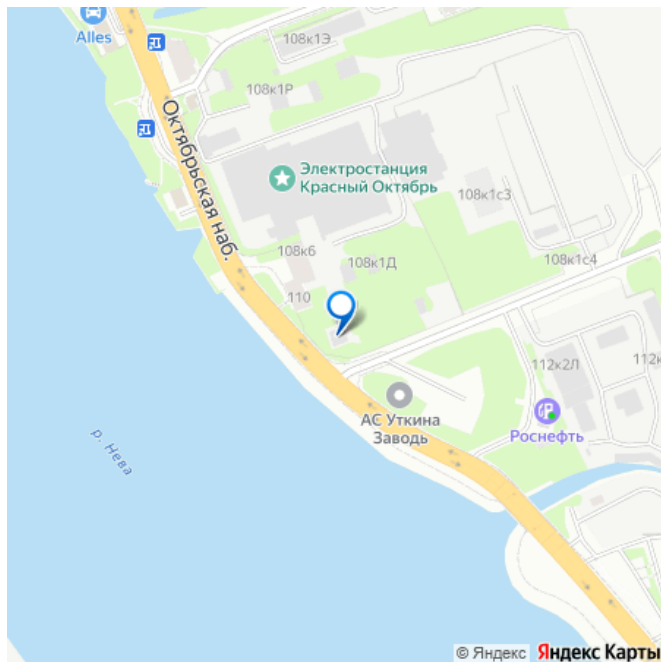 Alles
108к1Э
108к1Р
Октябрьская наб.
Электростанция
Красный Октябрь
108к1с3
108к6
108к1Д
108к1с4
110
112к2Л
112к
АС Уткина
Заводь
Роснефть
р. Нева
© Яндекс Яндекс Карты